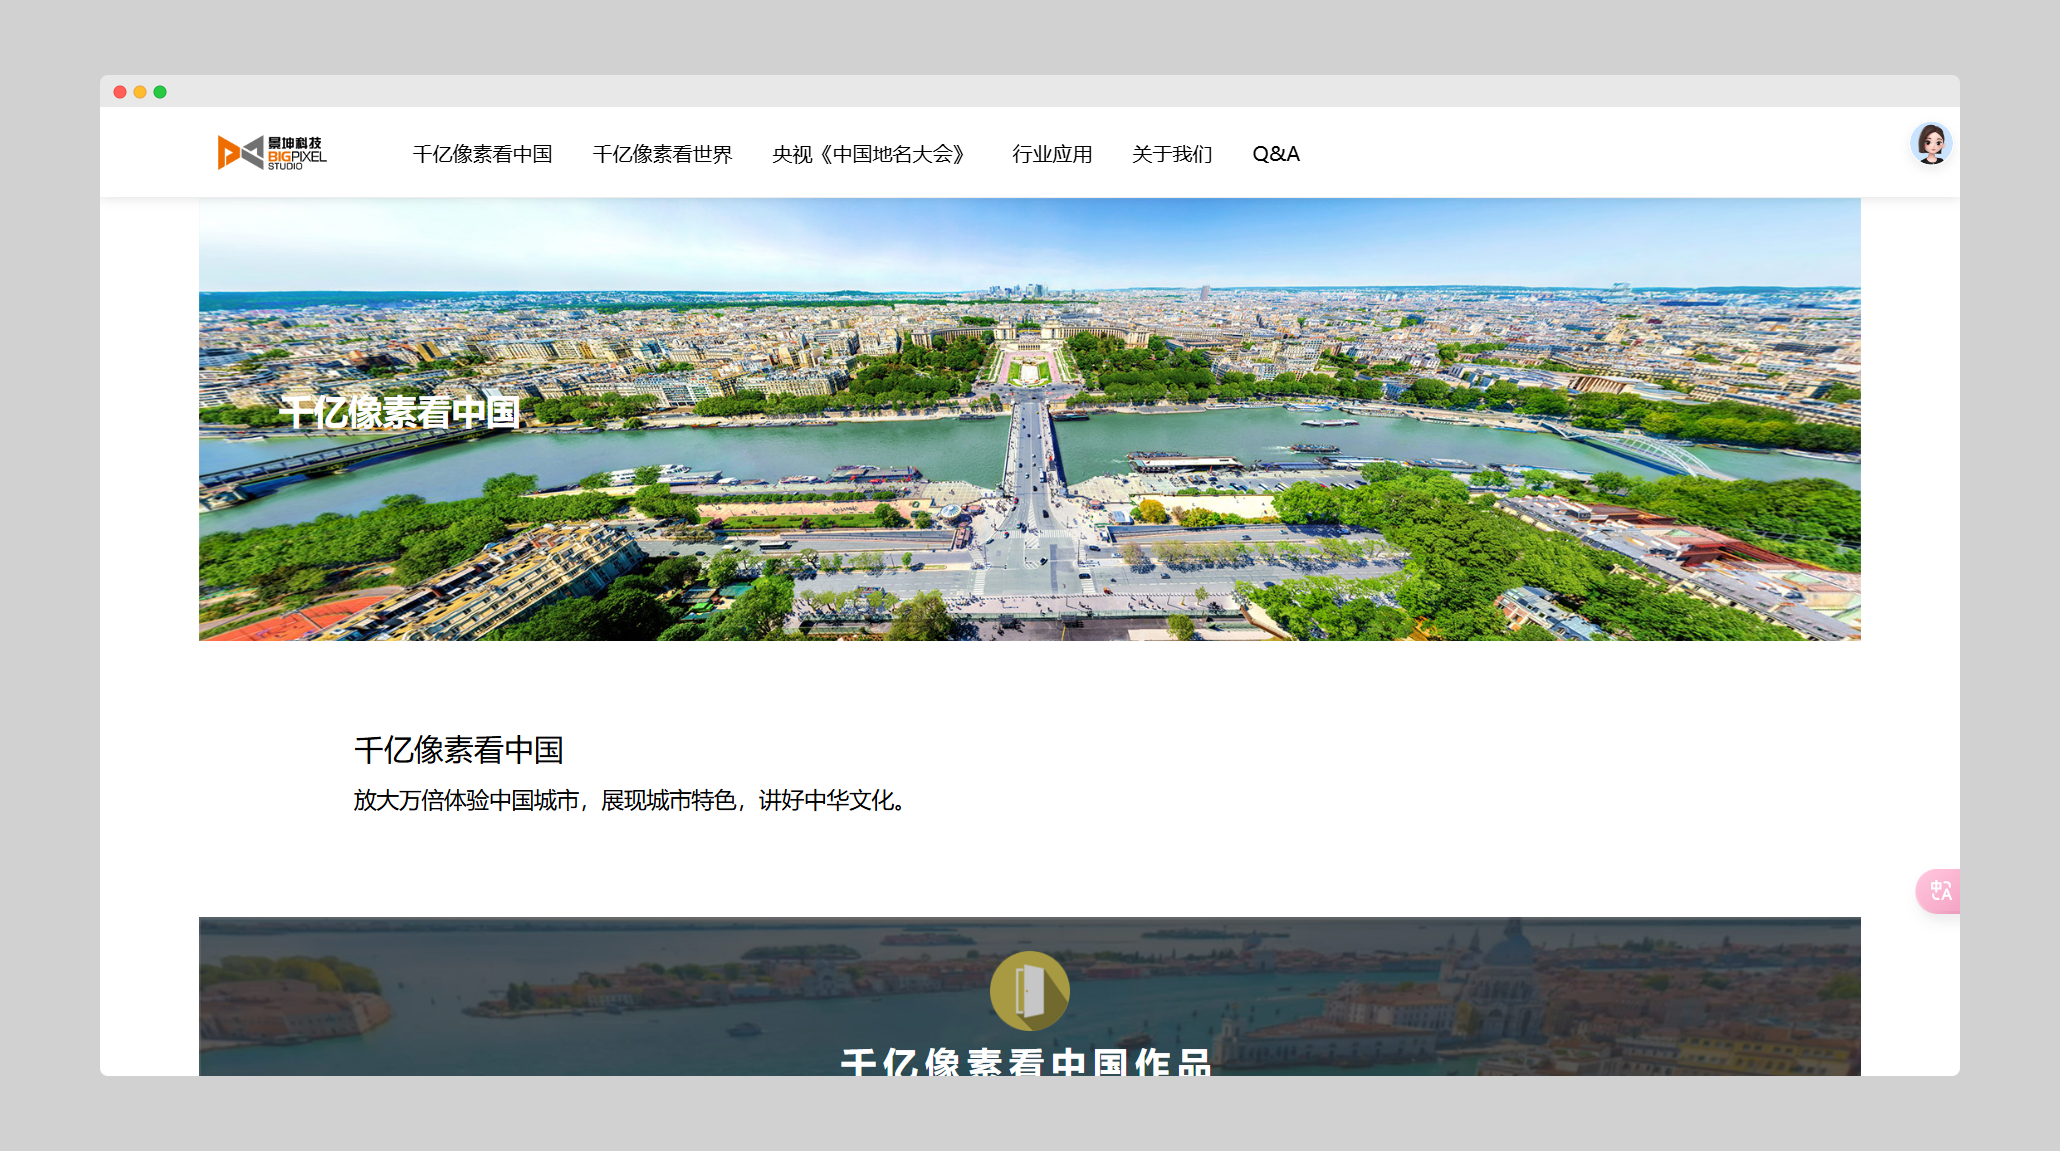 景坤科技
BIGPIXEL
STUDIO
千亿像素看中国
千亿像素看世界
央视《中国地名大会》
行业应用
关于我们
Q&A
千亿像素看中国
千亿像素看中国
放大万倍体验中国城市，展现城市特色，讲好中华文化。
中
A
千亿像素看中国作品